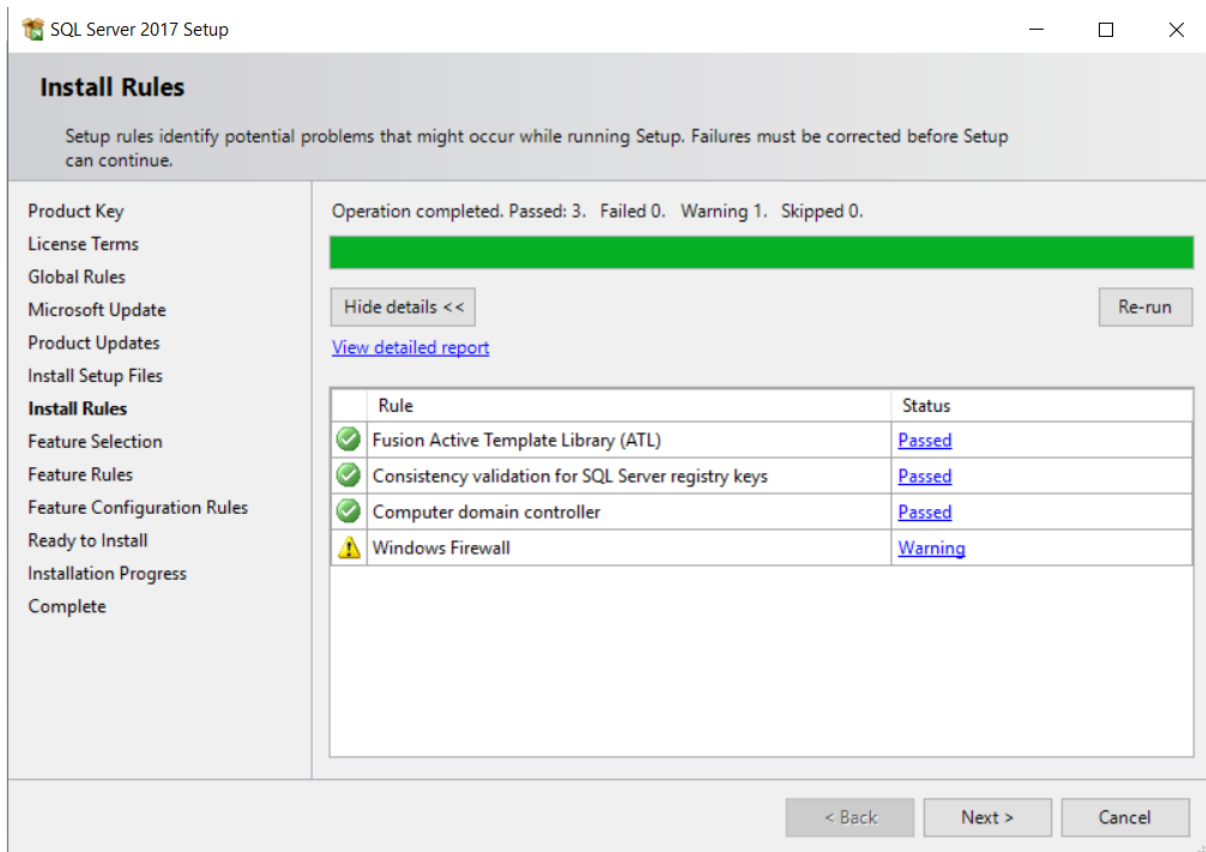 SQL Server 2017 Setup
Install Rules
Setup rules identify potential problems that might occur while running Setup. Failures must be corrected before Setup
can continue.
Product Key
License Terms
Global Rules
Microsoft Update
Product Updates
Install Setup Files
Install Rules
Feature Selection
Feature Rules
Feature Configuration Rules
Ready to Install
Installation Progress
Complete
Operation completed. Passed: 3. Failed 0. Warning 1. Skipped 0.
Hide details << Re-run
View detailed report
Rule Status
Fusion Active Template Library (ATL) Passed
Consistency validation for SQL Server registry keys Passed
Computer domain controller Passed
Windows Firewall Warning
< Back Next > Cancel